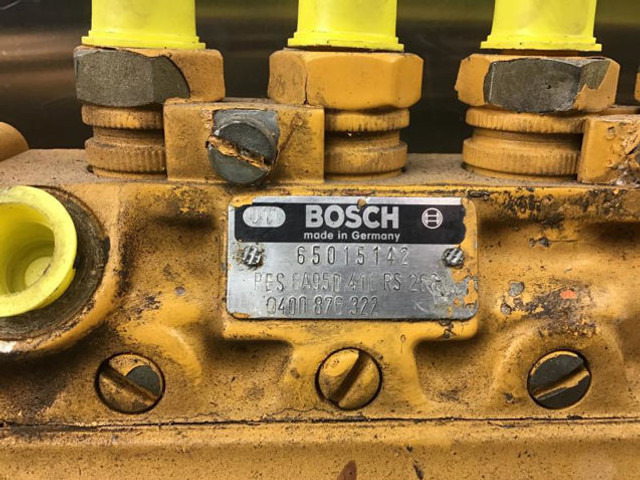 BOSCH
made in Germany
65015142
PES 6A95D 410 RS
0400 876 322